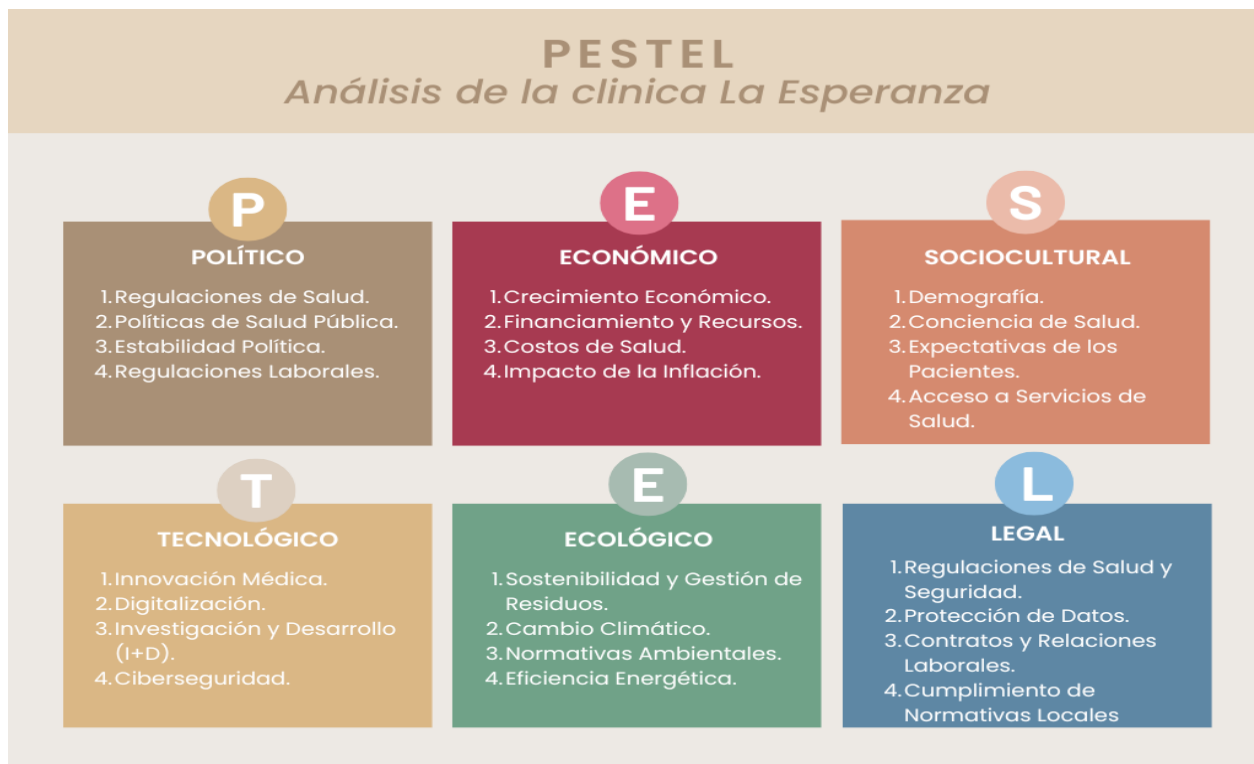 PESTEL
Análisis de la clinica La Esperanza
P
POLÍTICO
1. Regulaciones de Salud.
2. Políticas de Salud Pública.
3. Estabilidad Política.
4. Regulaciones Laborales.
E
ECONÓMICO
1. Crecimiento Económico.
2. Financiamiento y Recursos.
3. Costos de Salud.
4. Impacto de la Inflación.
S
SOCIOCULTURAL
1. Demografía.
2. Conciencia de Salud.
3. Expectativas de los
Pacientes.
4. Acceso a Servicios de
Salud.
T
TECNOLÓGICO
1. Innovación Médica.
2. Digitalización.
3. Investigación y Desarrollo
(I+D).
4. Ciberseguridad.
E
ECOLÓGICO
1. Sostenibilidad y Gestión de
Residuos.
2. Cambio Climático.
3. Normativas Ambientales.
4. Eficiencia Energética.
L
LEGAL
1. Regulaciones de Salud y
Seguridad.
2. Protección de Datos.
3. Contratos y Relaciones
Laborales.
4. Cumplimiento de
Normativas Locales